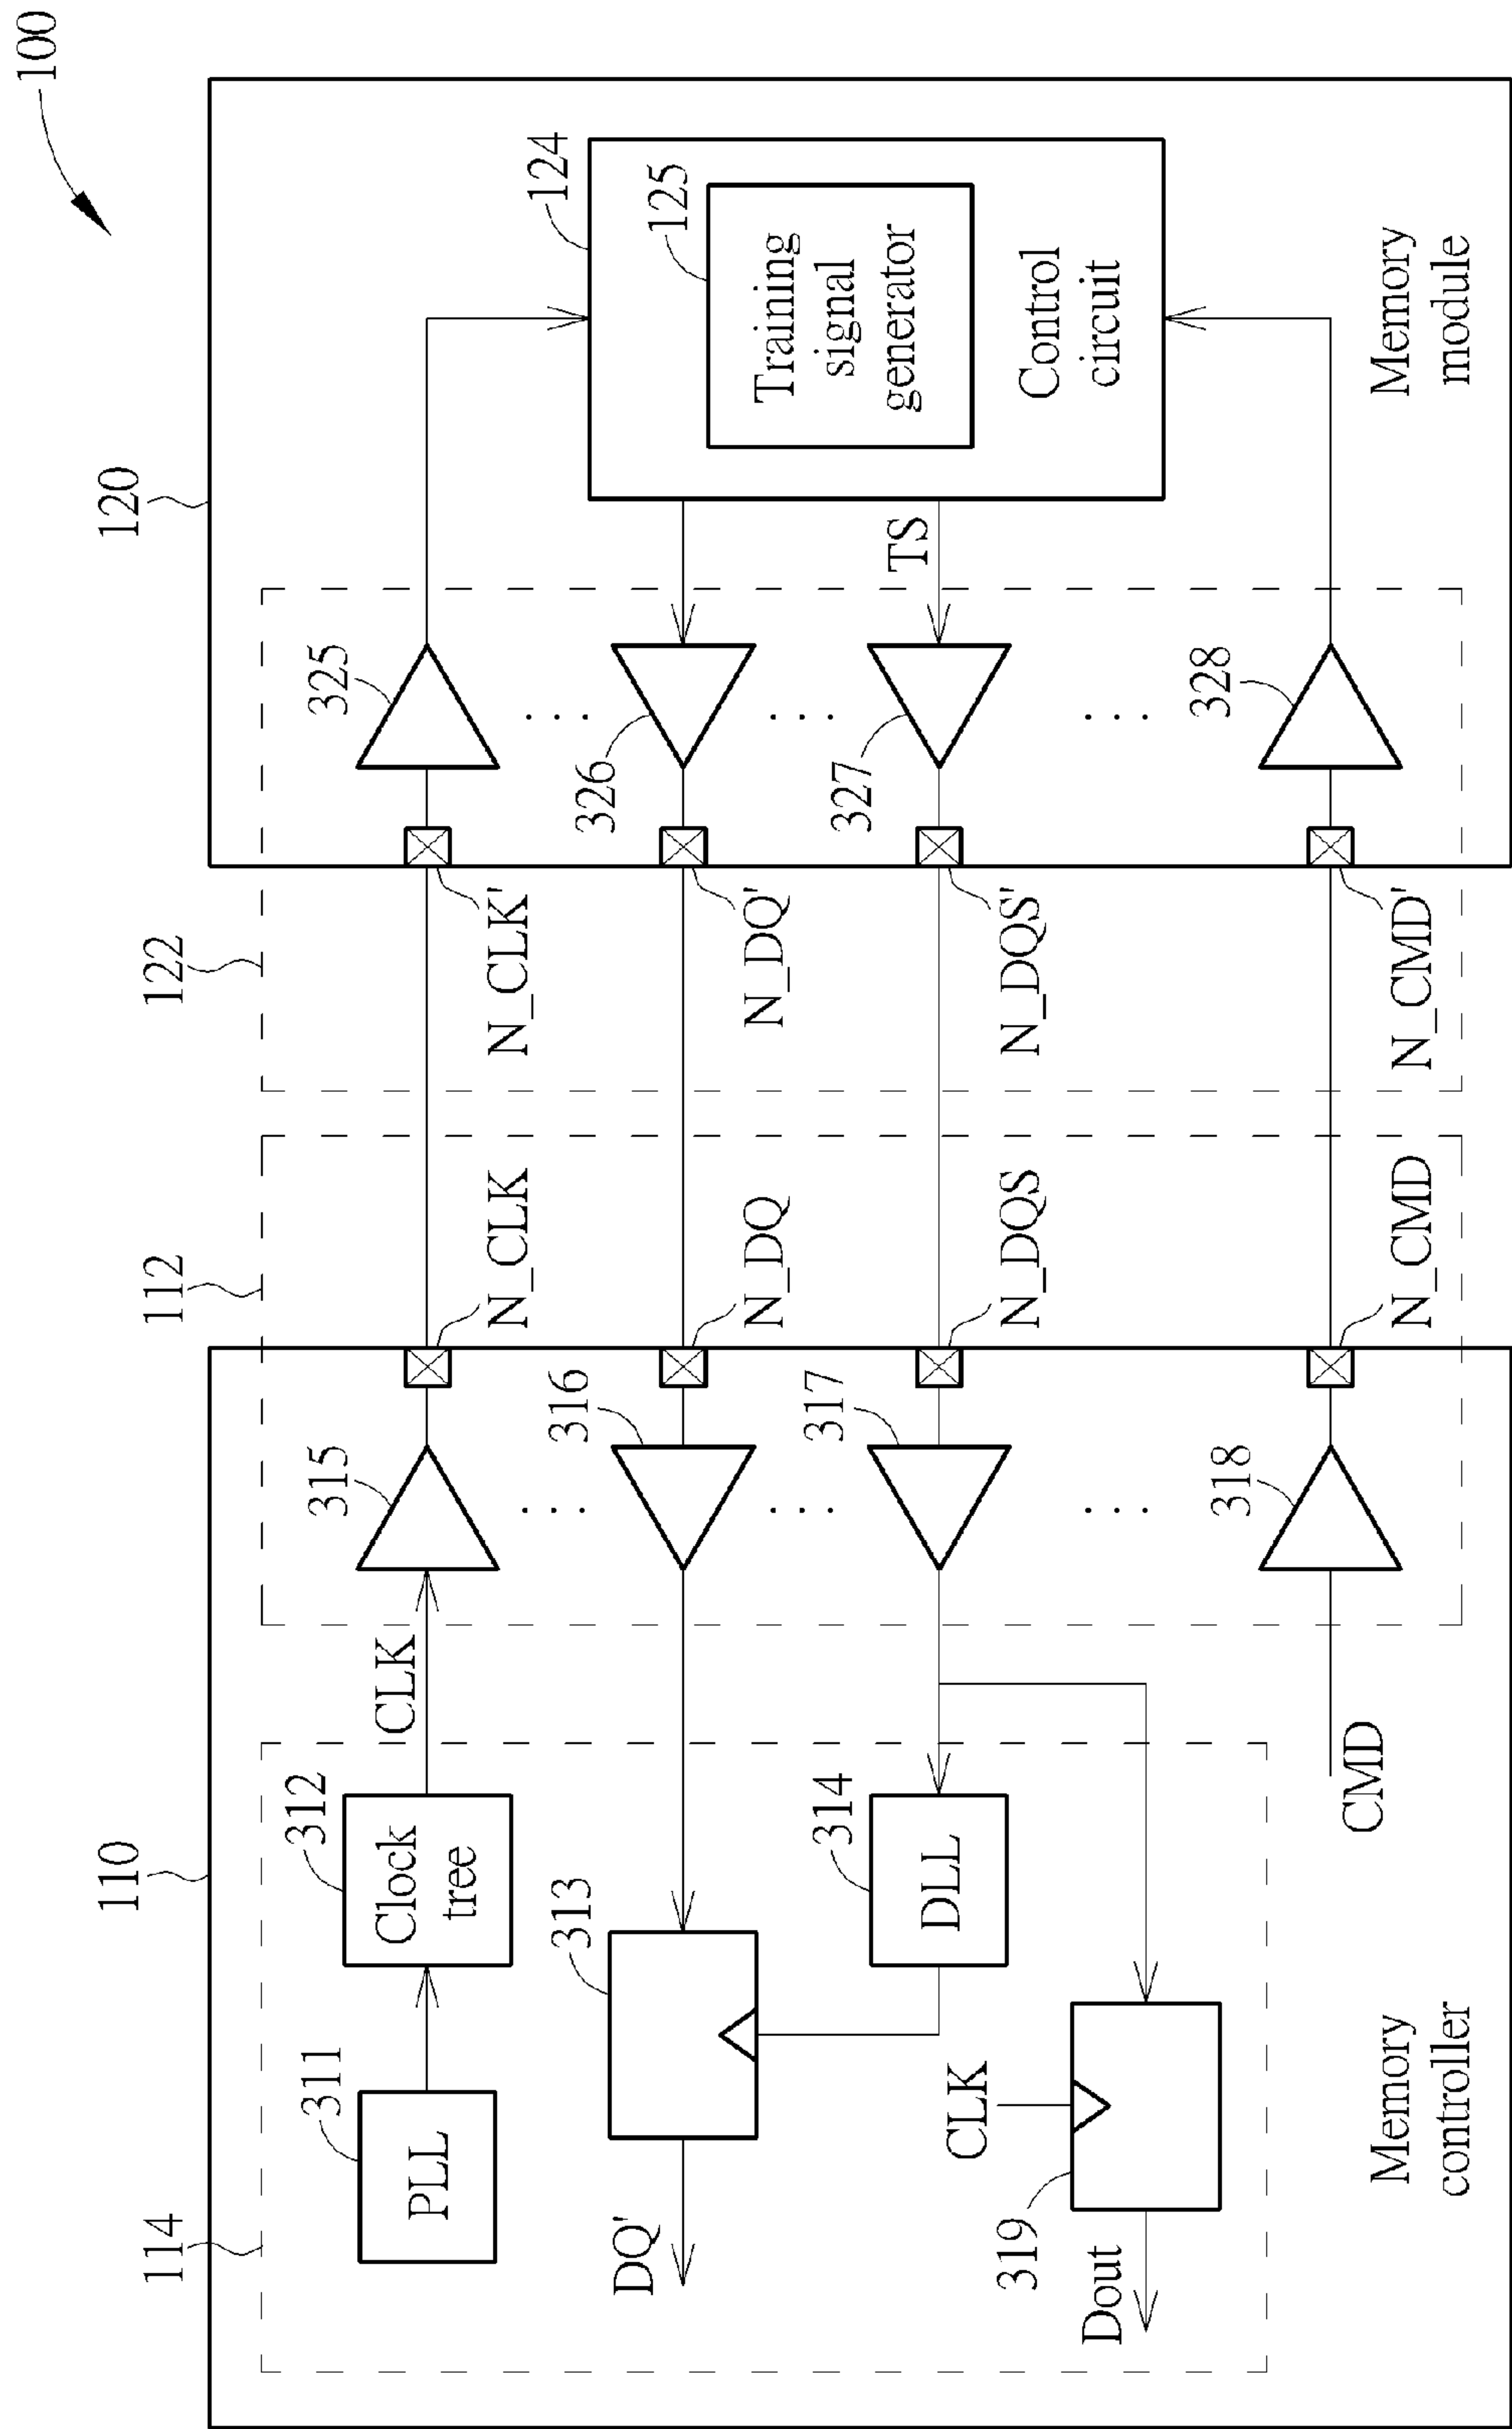 100
110
112
122
120
114
311
PLL
312
Clock
tree
CLK
315
N_CLK
N_CLK'
325
124
125
Training
signal
generator
Control
circuit
DQ'
313
316
N_DQ
N_DQ'
326
314
DLL
317
N_DQS
N_DQS'
327
TS
CLK
319
Dout
CMD
318
N_CMD
N_CMD'
328
Memory
controller
Memory
module